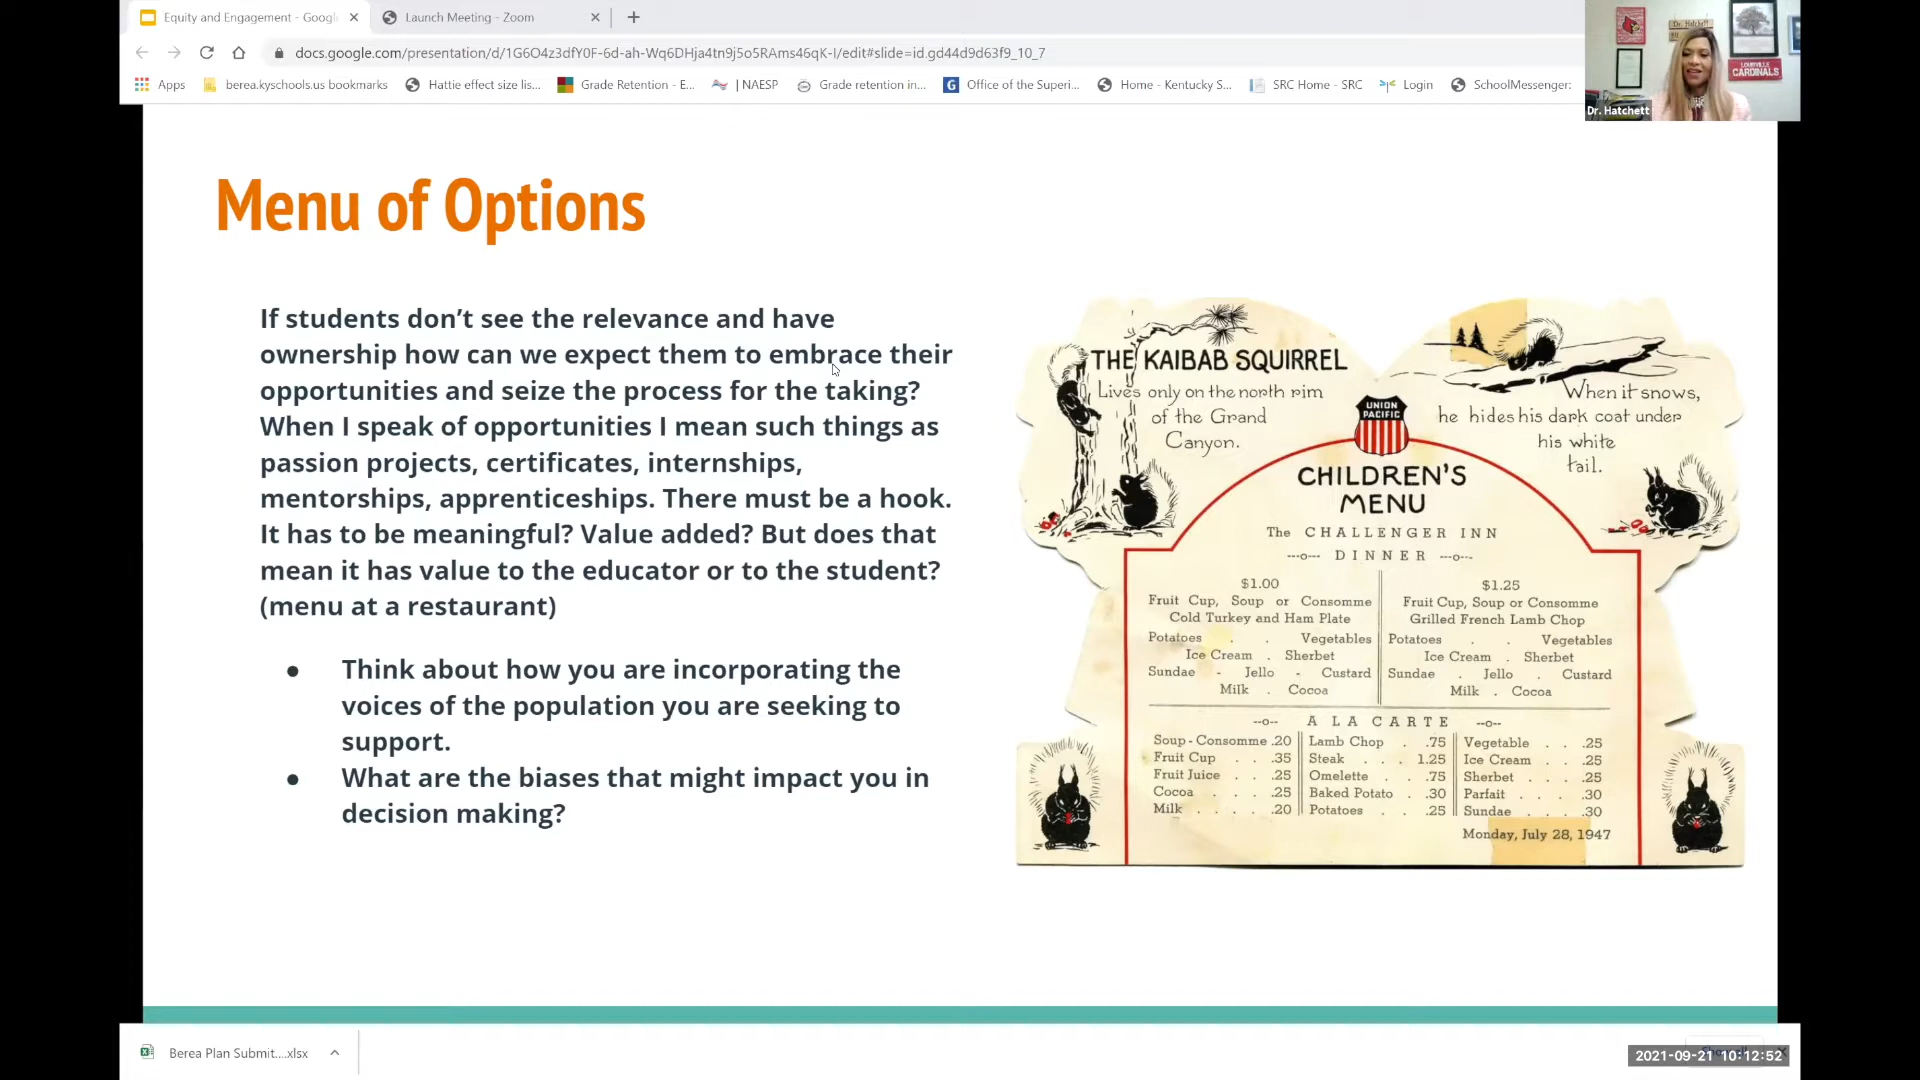 Equity and Engagement - Googl
Launch Meeting - Zoom
docs.google.com/presentation/d/1G6O4z3dfY0F-6d-ah-Wq6DHja4tn9j5o5RAms46qK-I/edit#slide=id.gd44d9d63f9_10_7
Apps
berea.kyschools.us bookmarks
Hattie effect size lis...
Grade Retention - E...
| NAESP
Grade retention in...
Office of the Superi...
Home - Kentucky S...
SRC Home - SRC
Login
SchoolMessenger:
Dr. Hatchett
LOUISVILLE
CARDINALS
Dr. Hatchett
Menu of Options
If students don't see the relevance and have
ownership how can we expect them to embrace their
opportunities and seize the process for the taking?
When I speak of opportunities I mean such things as
passion projects, certificates, internships,
mentorships, apprenticeships. There must be a hook.
It has to be meaningful? Value added? But does that
mean it has value to the educator or to the student?
(menu at a restaurant)
● Think about how you are incorporating the
voices of the population you are seeking to
support.
● What are the biases that might impact you in
decision making?
THE KAIBAB SQUIRREL
Lives only on the north rim
of the Grand
Canyon.
When it snows,
he hides his dark coat under
his white
tail.
UNION
PACIFIC
CHILDREN'S
MENU
The CHALLENGER INN
---o--- DINNER ---o---
$1.00
Fruit Cup, Soup or Consomme
Cold Turkey and Ham Plate
Potatoes . . Vegetables
Ice Cream . Sherbet
Sundae - Jello - Custard
Milk . Cocoa
$1.25
Fruit Cup, Soup or Consomme
Grilled French Lamb Chop
Potatoes . . Vegetables
Ice Cream . Sherbet
Sundae . Jello . Custard
Milk . Cocoa
--o-- A LA CARTE --o--
Soup - Consomme .20
Fruit Cup . . .35
Fruit Juice . . .25
Cocoa . . . .25
Milk . . . . .20
Lamb Chop . .75
Steak . . . 1.25
Omelette . . .75
Baked Potato . .30
Potatoes . . .25
Vegetable . . .25
Ice Cream . . .25
Sherbet . . .25
Parfait . . . .30
Sundae . . .30
Monday, July 28, 1947
Berea Plan Submit....xlsx
2021-09-21 10:12:52